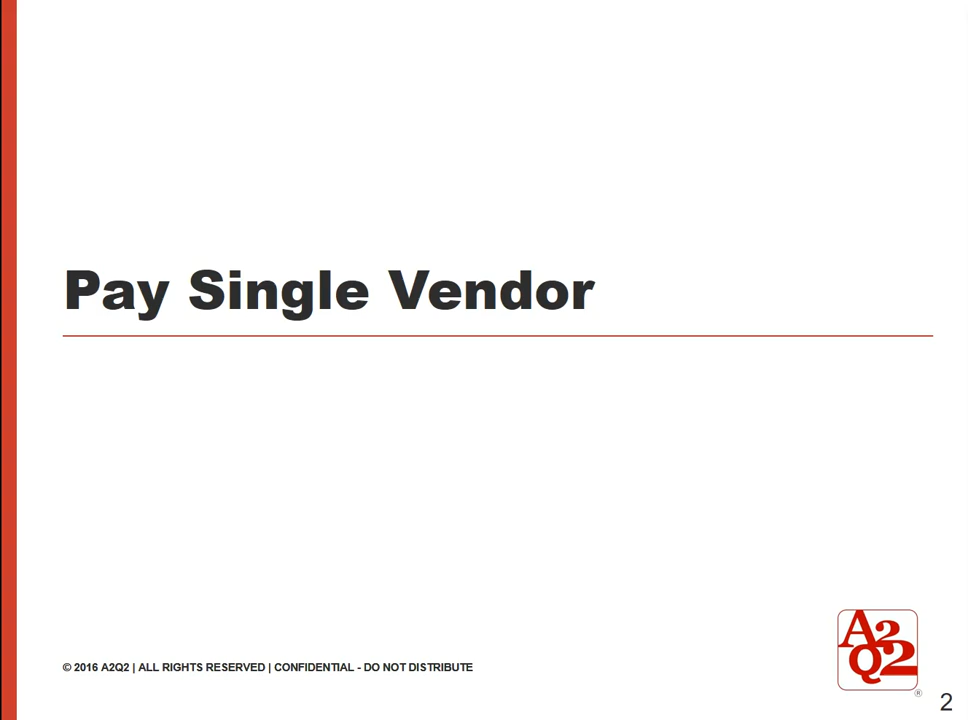 Pay Single Vendor
© 2016 A2Q2 | ALL RIGHTS RESERVED | CONFIDENTIAL - DO NOT DISTRIBUTE
A2
Q2
®
2